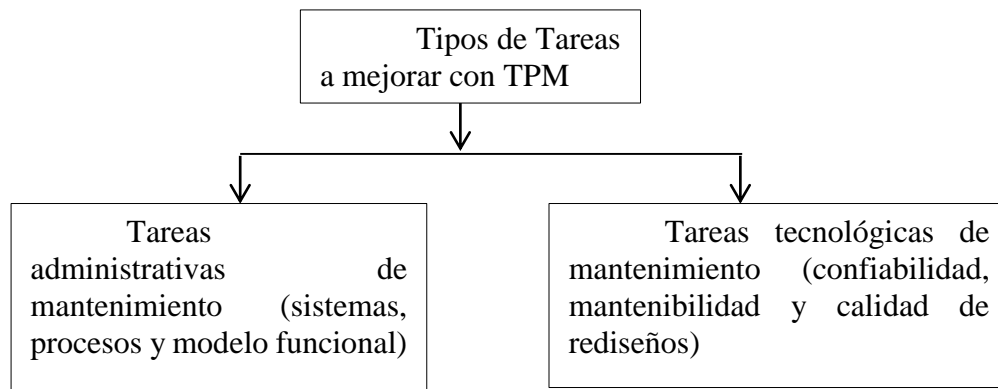 Tipos de Tareas
a mejorar con TPM
Tareas
administrativas de
mantenimiento (sistemas,
procesos y modelo funcional)
Tareas tecnológicas de
mantenimiento (confiabilidad,
mantenibilidad y calidad de
rediseños)